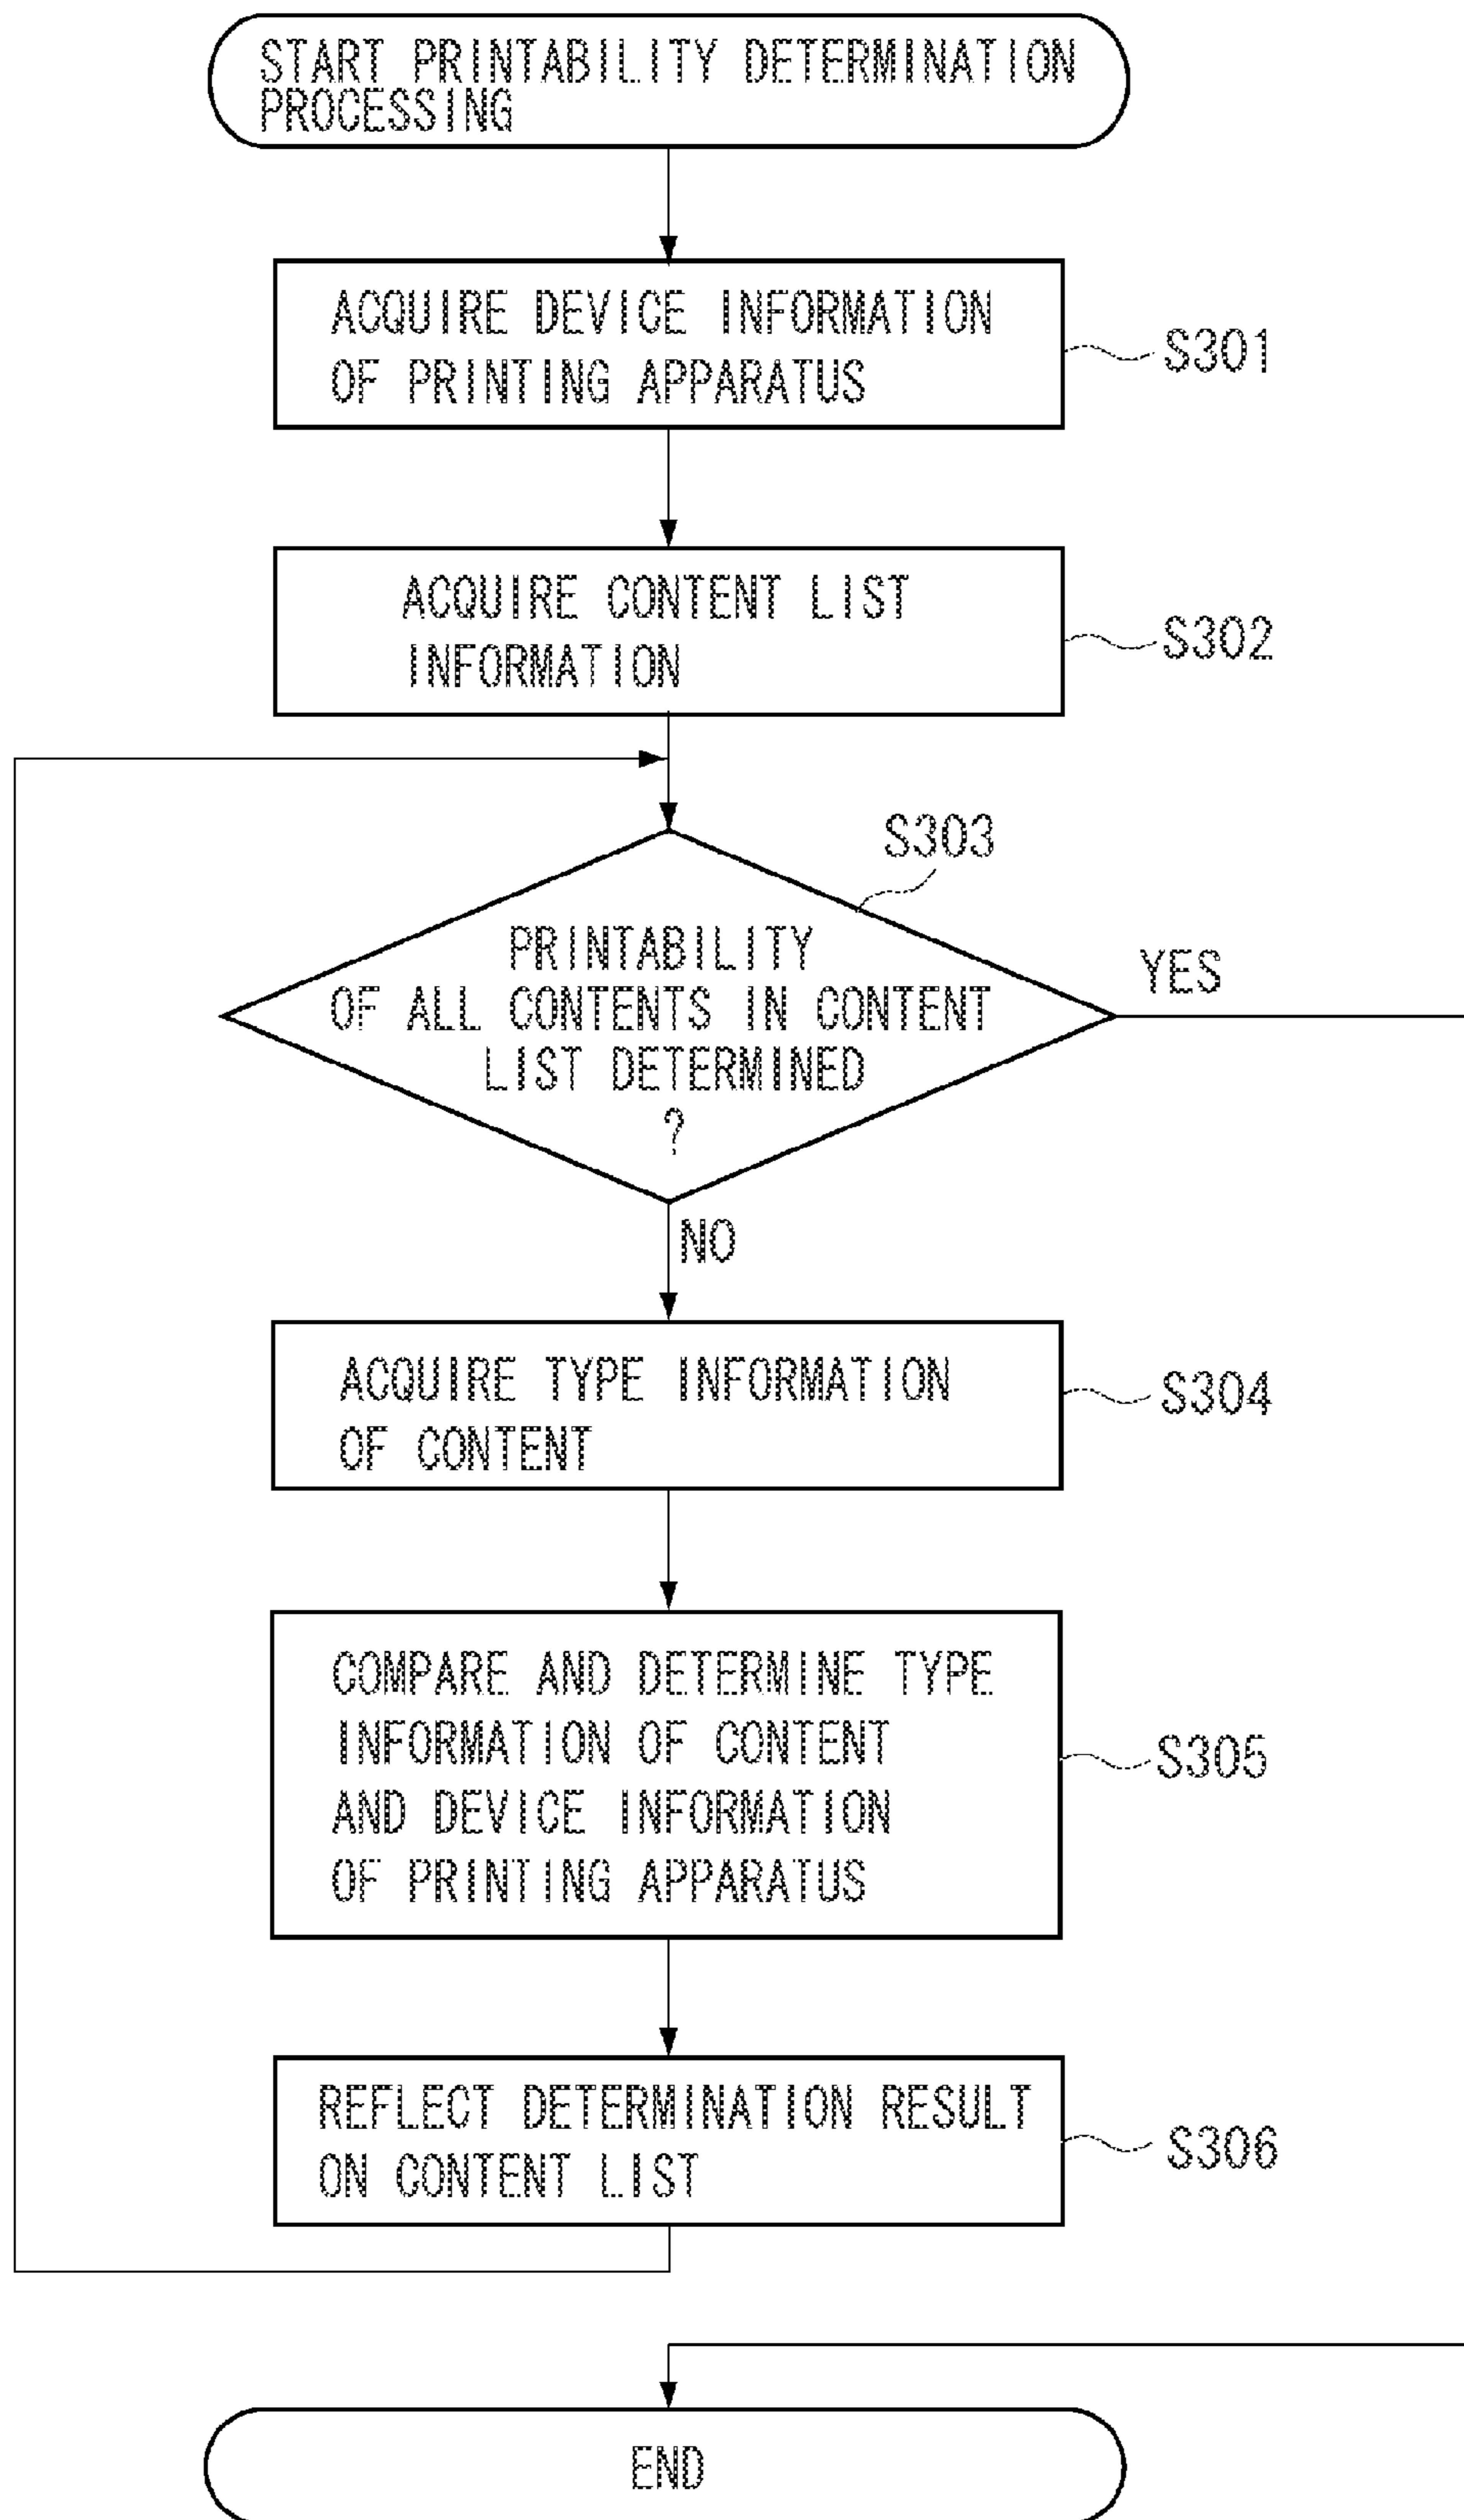 START PRINTABILITY DETERMINATION
PROCESSING
ACQUIRE DEVICE INFORMATION
OF PRINTING APPARATUS
S301
ACQUIRE CONTENT LIST
INFORMATION
S302
S303
PRINTABILITY
OF ALL CONTENTS IN CONTENT
LIST DETERMINED
?
YES
NO
ACQUIRE TYPE INFORMATION
OF CONTENT
S304
COMPARE AND DETERMINE TYPE
INFORMATION OF CONTENT
AND DEVICE INFORMATION
OF PRINTING APPARATUS
S305
REFLECT DETERMINATION RESULT
ON CONTENT LIST
S306
END